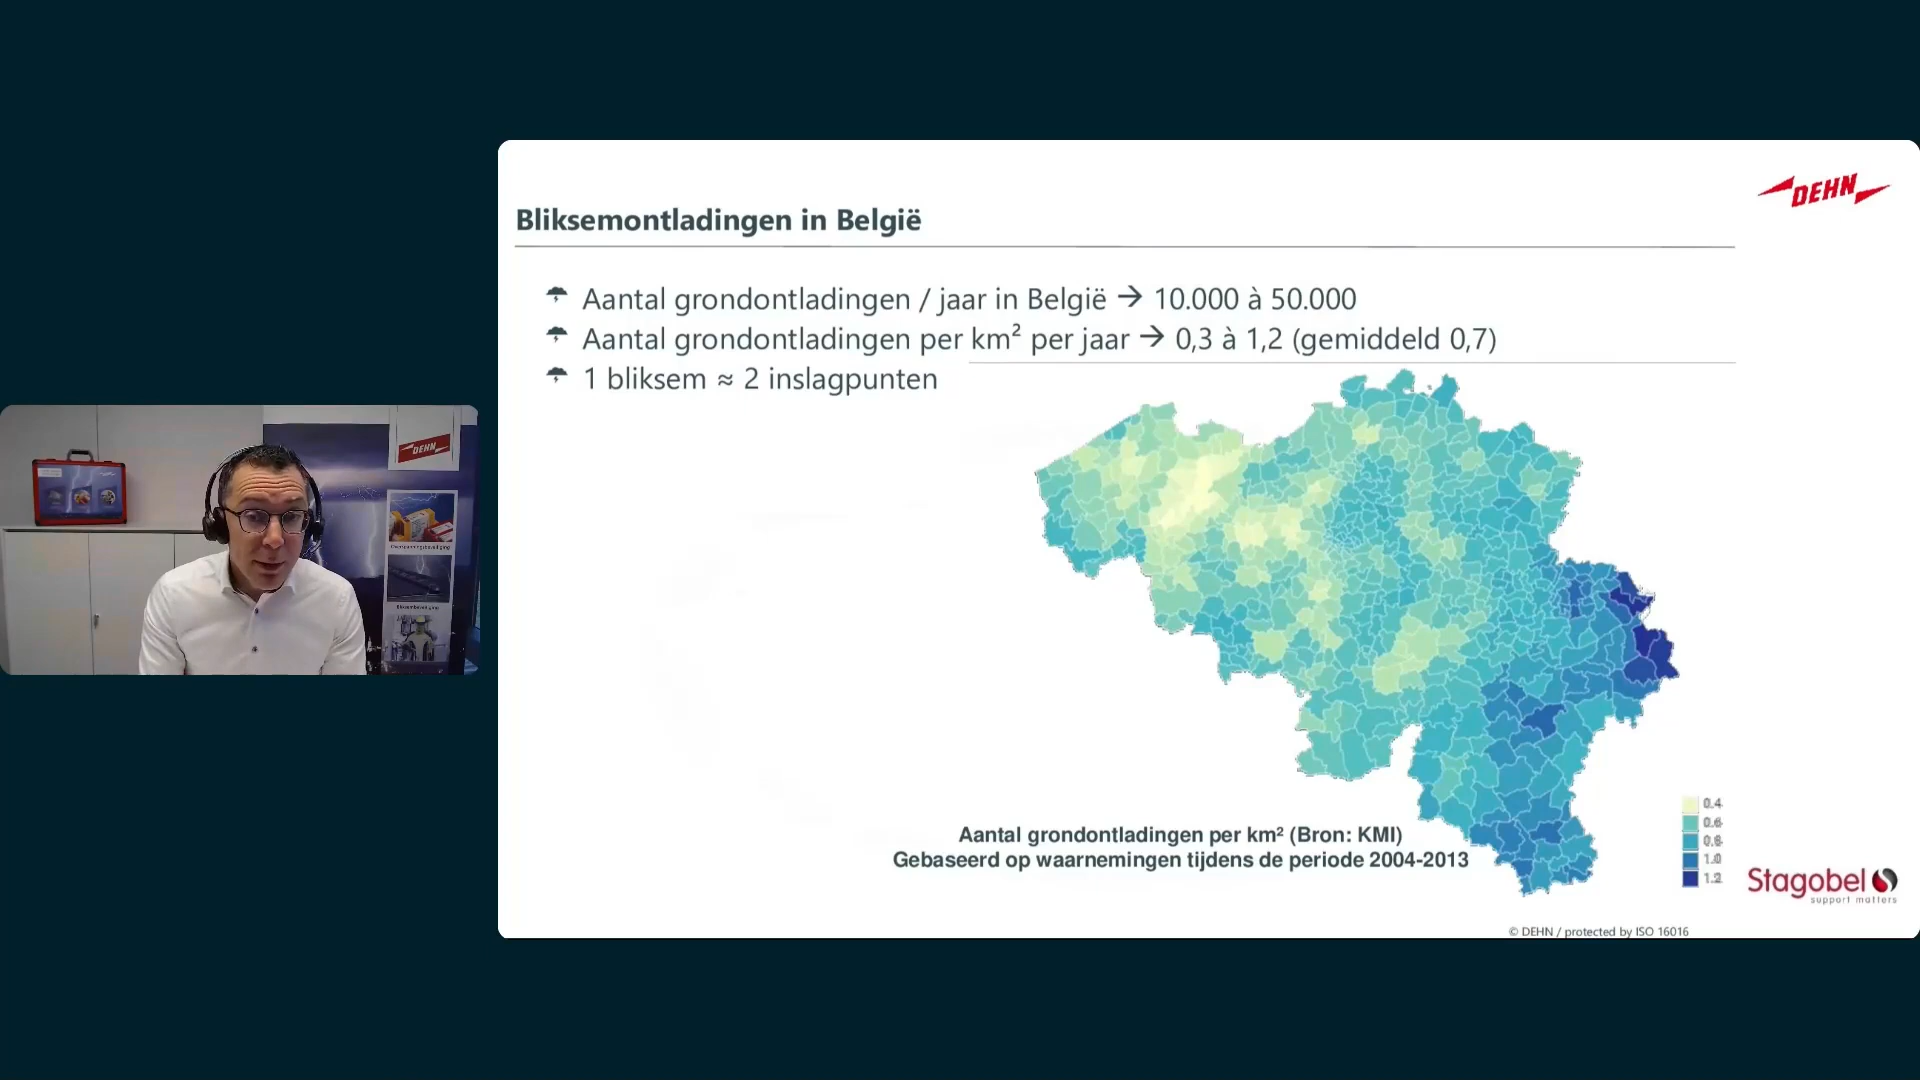 DEHN
Bliksemontladingen in België
Aantal grondontladingen / jaar in België → 10.000 à 50.000
Aantal grondontladingen per km² per jaar → 0,3 à 1,2 (gemiddeld 0,7)
1 bliksem ≈ 2 inslagpunten
DEHN
Overspanningsbeveiliging
Bliksembeveiliging
0.4
0.6
0.8
1.0
1.2
Aantal grondontladingen per km² (Bron: KMI)
Gebaseerd op waarnemingen tijdens de periode 2004-2013
Stagobel
support matters
© DEHN / protected by ISO 16016